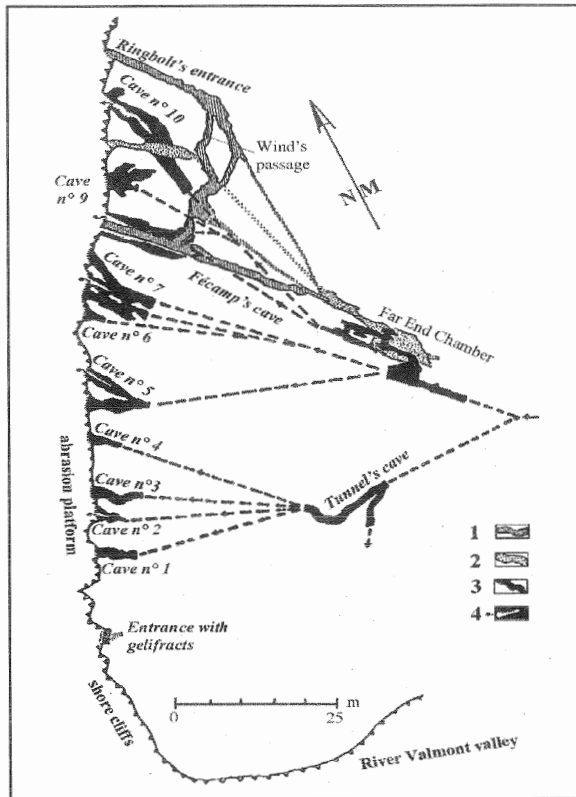 Ringbolt's entrance
Cave n° 10
Wind's
passage
N M
Cave
n° 9
Cave n° 7
Fécamp's cave
Far End Chamber
Cave n° 6
Cave n° 5
Cave n° 4
abrasion platform
Cave n°3
Tunnel's cave
Cave n° 2
Cave n° 1
1
2
3
4
Entrance with
gelifracts
m
0
25
shore cliffs
River Valmont valley